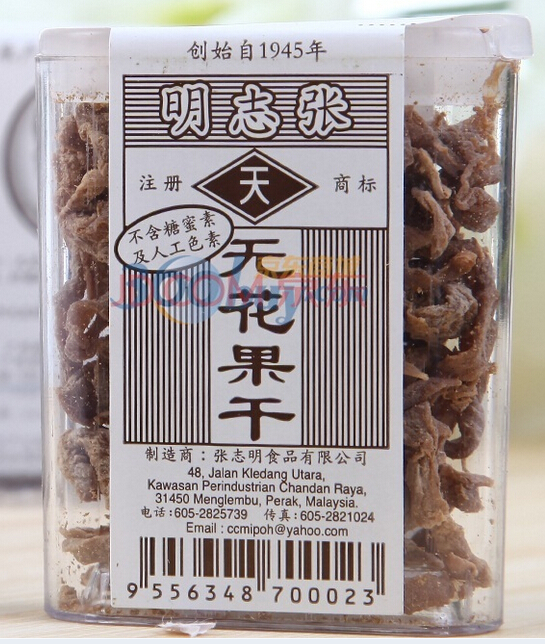 创始自1945年
明志张
注册 天 商标
不含糖蜜素
及人工色素
无花果干
制造商：张志明食品有限公司
48, Jalan Kledang Utara,
Kawasan Perindustrian Chandan Raya,
31450 Menglembu, Perak, Malaysia.
电话:605-2825739 传真:605-2821024
Email : ccmipoh@yahoo.com
9 556348 700023